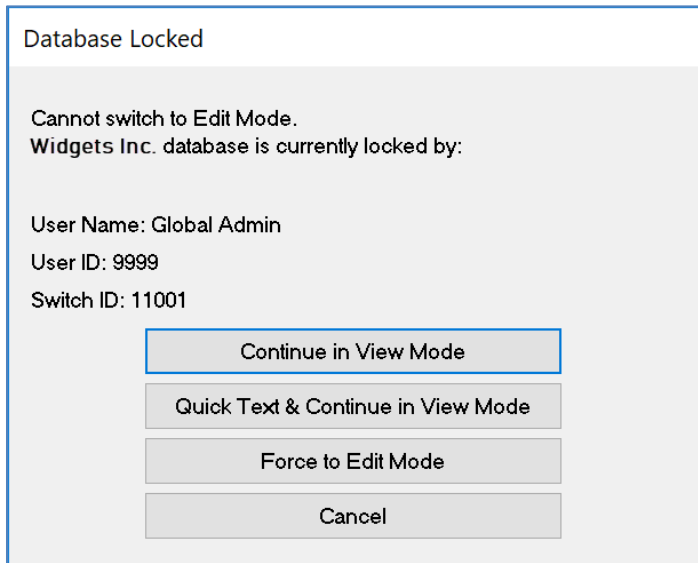 Database Locked
Cannot switch to Edit Mode.
Widgets Inc. database is currently locked by:
User Name: Global Admin
User ID: 9999
Switch ID: 11001
Continue in View Mode
Quick Text & Continue in View Mode
Force to Edit Mode
Cancel